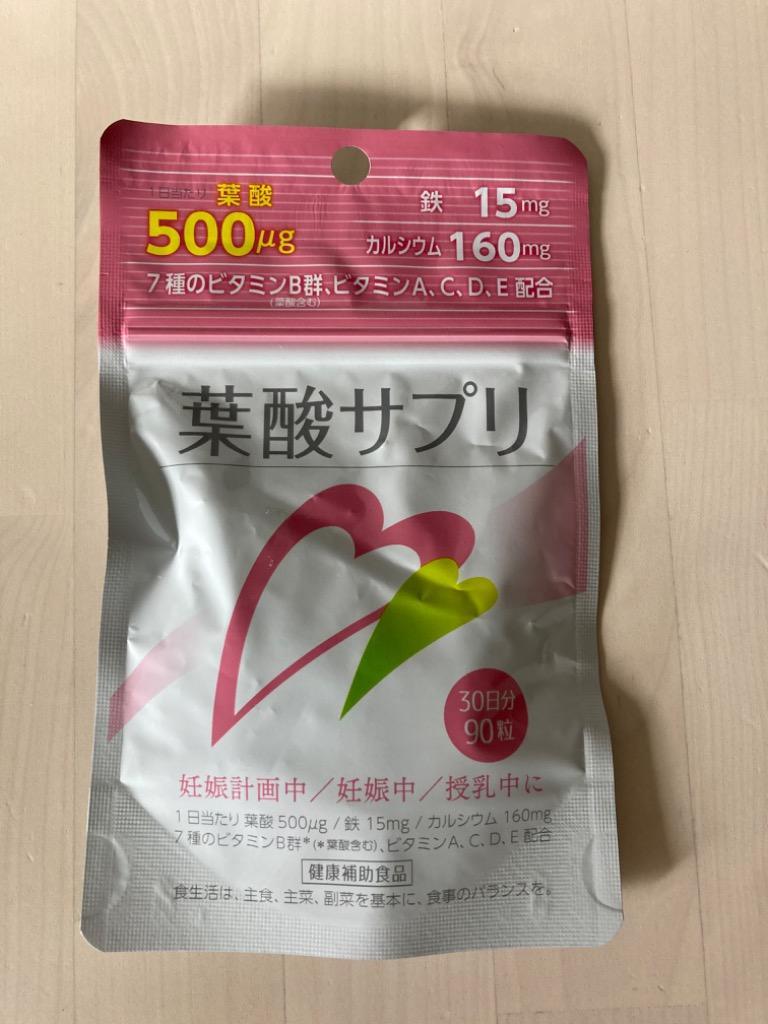 1日当たり 葉酸 500μg
鉄 15mg
カルシウム 160mg
7種のビタミンB群、ビタミンA、C、D、E配合
(葉酸含む)
葉酸サプリ
30日分
90粒
妊娠計画中/妊娠中/授乳中に
1日当たり 葉酸 500μg / 鉄 15mg / カルシウム 160mg
7種のビタミンB群*(*葉酸含む)、ビタミンA、C、D、E配合
健康補助食品
食生活は、主食、主菜、副菜を基本に、食事のバランスを。